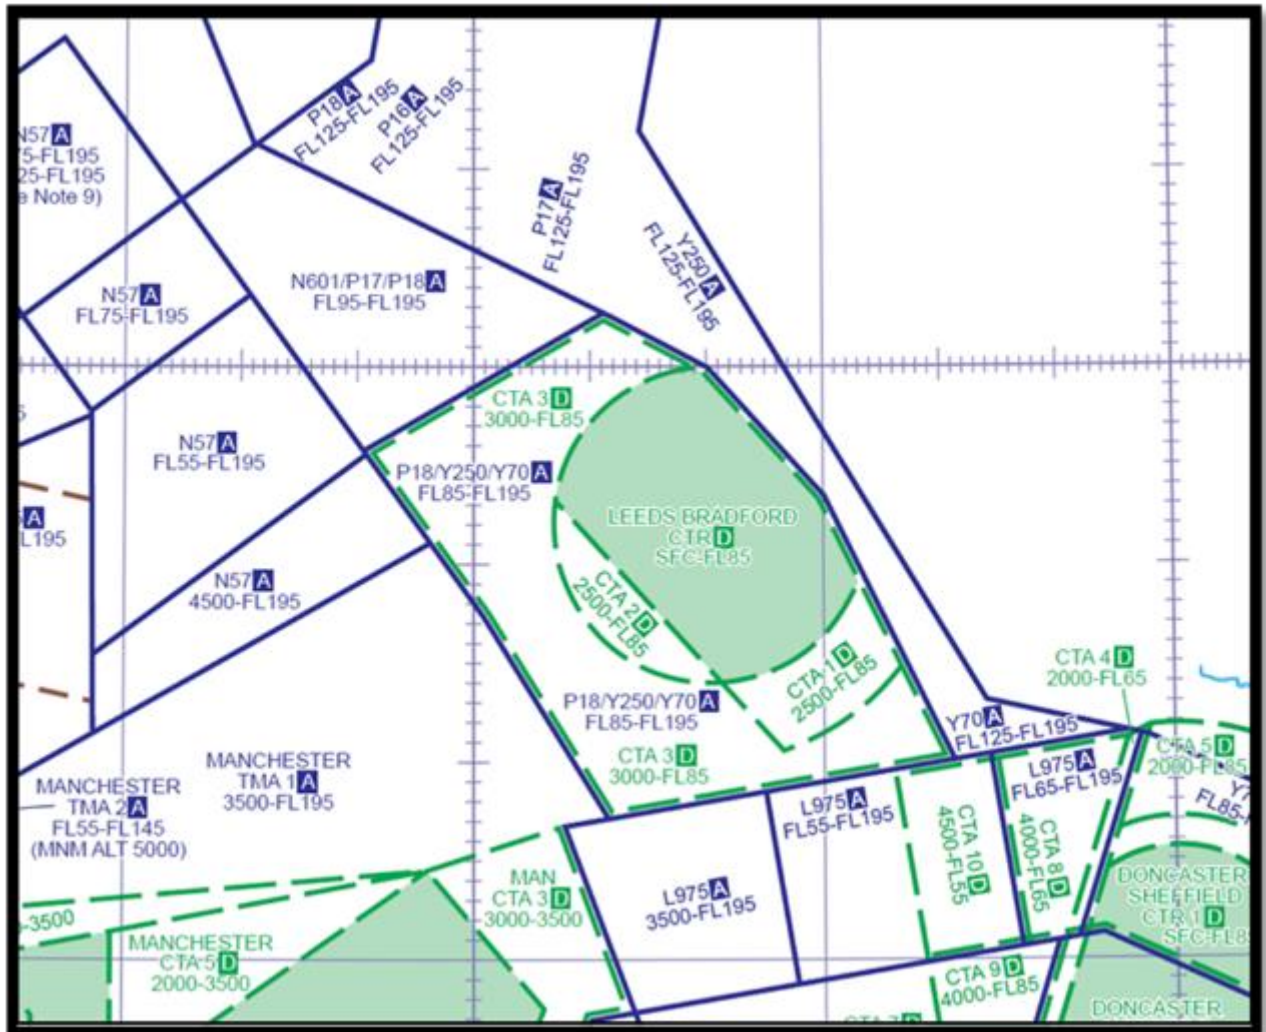 P18 A
FL125-FL195
P16 A
FL125-FL195
N57 A
5-FL195
25-FL195
e Note 9)
P17 A
FL125-FL195
Y250 A
FL125-FL195
N57 A
FL75-FL195
N601/P17/P18 A
FL95-FL195
CTA 3 D
3000-FL85
N57 A
FL55-FL195
P18/Y250/Y70 A
FL85-FL195
A
L195
LEEDS BRADFORD
CTR D
SFC-FL85
N57 A
4500-FL195
CTA 2 D
2500-FL85
CTA 1 D
2500-FL85
CTA 4 D
2000-FL65
P18/Y250/Y70 A
FL85-FL195
Y70 A
FL125-FL195
CTA 3 D
3000-FL85
MANCHESTER
TMA 1 A
3500-FL195
MANCHESTER
TMA 2 A
FL55-FL145
(MNM ALT 5000)
L975 A
FL55-FL195
L975 A
FL65-FL195
CTA 5 D
2000-FL85
FL85-
CTA 10 D
4500-FL55
CTA 8 D
4000-FL65
MAN
CTA 3 D
3000-3500
L975 A
3500-FL195
DONCASTER
SHEFFIELD
CTR 1 D
SFC-FL8
-3500
MANCHESTER
CTA 5 D
2000-3500
CTA 9 D
4000-FL85
DONCASTER